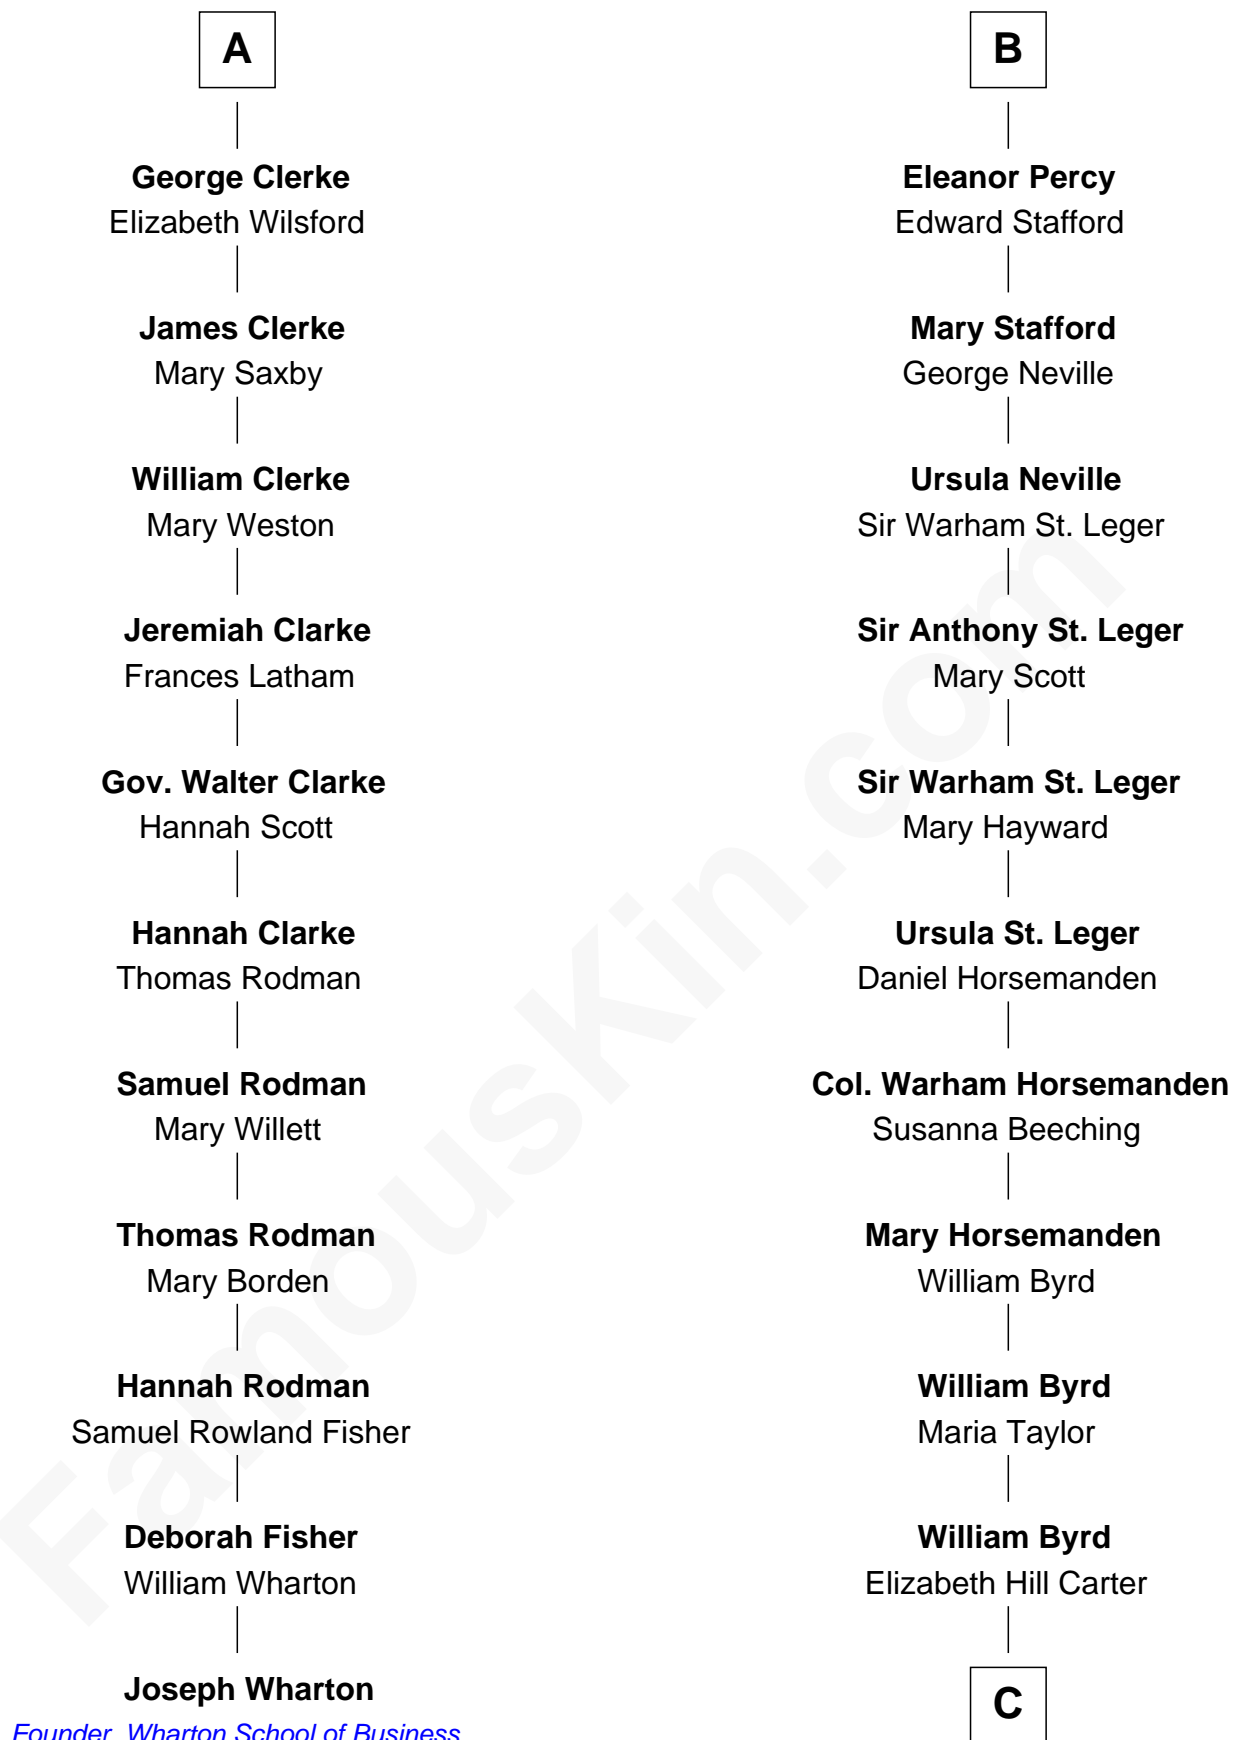 A
George Clerke
Elizabeth Wilsford
James Clerke
Mary Saxby
William Clerke
Mary Weston
Jeremiah Clarke
Frances Latham
Gov. Walter Clarke
Hannah Scott
Hannah Clarke
Thomas Rodman
Samuel Rodman
Mary Willett
Thomas Rodman
Mary Borden
Hannah Rodman
Samuel Rowland Fisher
Deborah Fisher
William Wharton
Joseph Wharton
Founder, Wharton School of Business
B
Eleanor Percy
Edward Stafford
Mary Stafford
George Neville
Ursula Neville
Sir Warham St. Leger
Sir Anthony St. Leger
Mary Scott
Sir Warham St. Leger
Mary Hayward
Ursula St. Leger
Daniel Horsemanden
Col. Warham Horsemanden
Susanna Beeching
Mary Horsemanden
William Byrd
William Byrd
Maria Taylor
William Byrd
Elizabeth Hill Carter
C
FamousKin.com